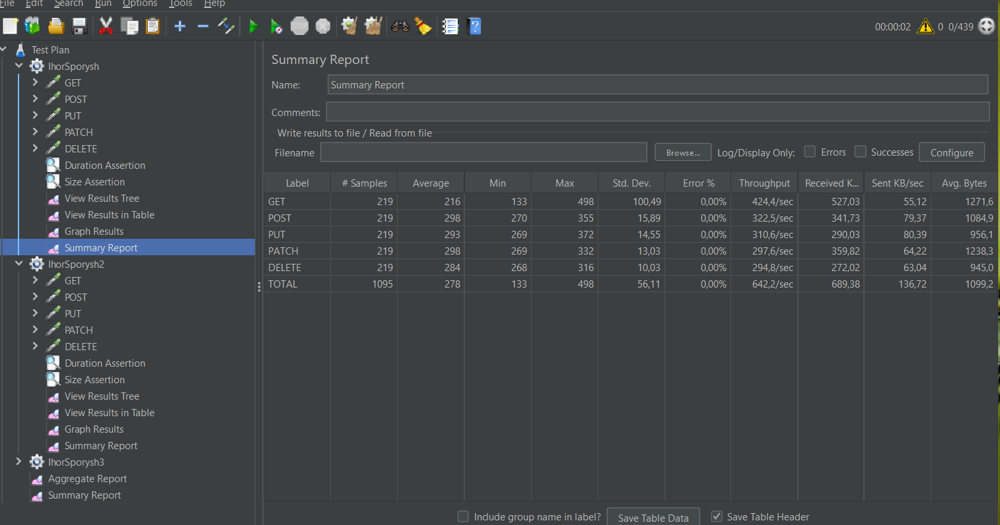 File Edit Search Run Options Tools Help
STOP 00:00:02 0 0/439
Test Plan
IhorSporysh
GET
POST
PUT
PATCH
DELETE
Duration Assertion
Size Assertion
View Results Tree
View Results in Table
Graph Results
Summary Report
IhorSporysh2
GET
POST
PUT
PATCH
DELETE
Duration Assertion
Size Assertion
View Results Tree
View Results in Table
Graph Results
Summary Report
IhorSporysh3
Aggregate Report
Summary Report
Summary Report
Name: Summary Report
Comments:
Write results to file / Read from file
Filename Browse... Log/Display Only: Errors Successes Configure
Label # Samples Average Min Max Std. Dev. Error % Throughput Received K... Sent KB/sec Avg. Bytes
GET 219 216 133 498 100,49 0,00% 424,4/sec 527,03 55,12 1271,6
POST 219 298 270 355 15,89 0,00% 322,5/sec 341,73 79,37 1084,9
PUT 219 293 269 372 14,55 0,00% 310,6/sec 290,03 80,39 956,1
PATCH 219 298 269 332 13,03 0,00% 297,6/sec 359,82 64,22 1238,3
DELETE 219 284 268 316 10,03 0,00% 294,8/sec 272,02 63,04 945,0
TOTAL 1095 278 133 498 56,11 0,00% 642,2/sec 689,38 136,72 1099,2
Include group name in label? Save Table Data Save Table Header